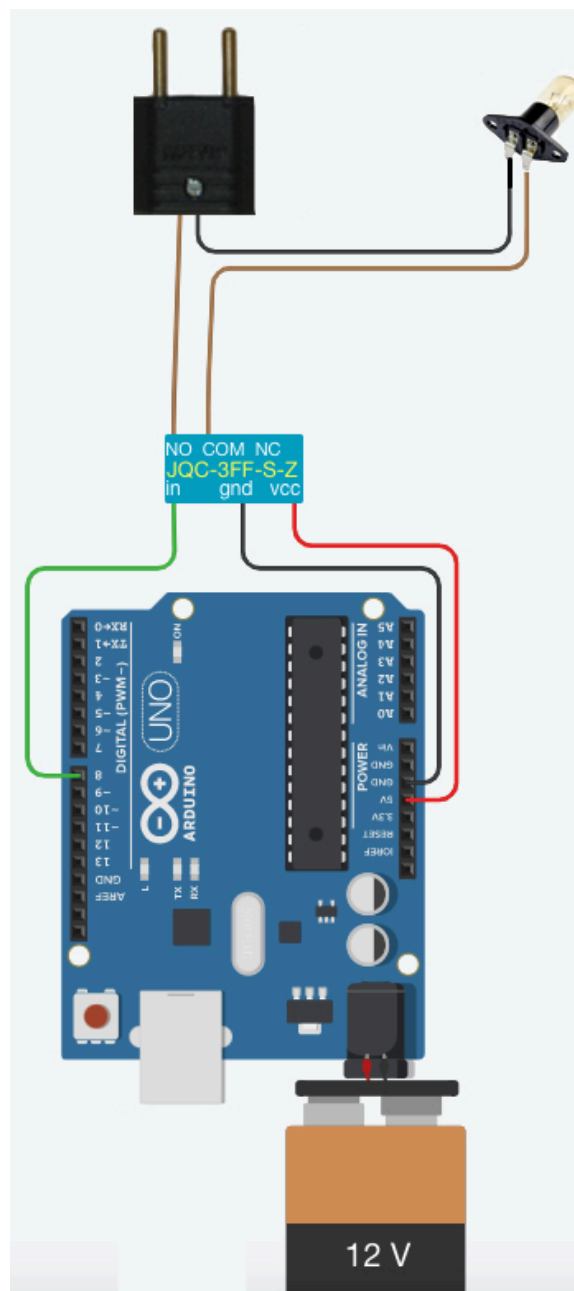 NO COM NC
JQC-3FF-S-Z
in gnd vcc
RX←0
TX→1
2
~3
4
~5
~6
7
8
~9
~10
~11
12
13
GND
AREF
DIGITAL (PWM~)
ON
UNO
ARDUINO
L
TX
RX
ANALOG IN
A5
A4
A3
A2
A1
A0
POWER
Vin
GND
GND
5V
3.3V
RESET
IOREF
12 V